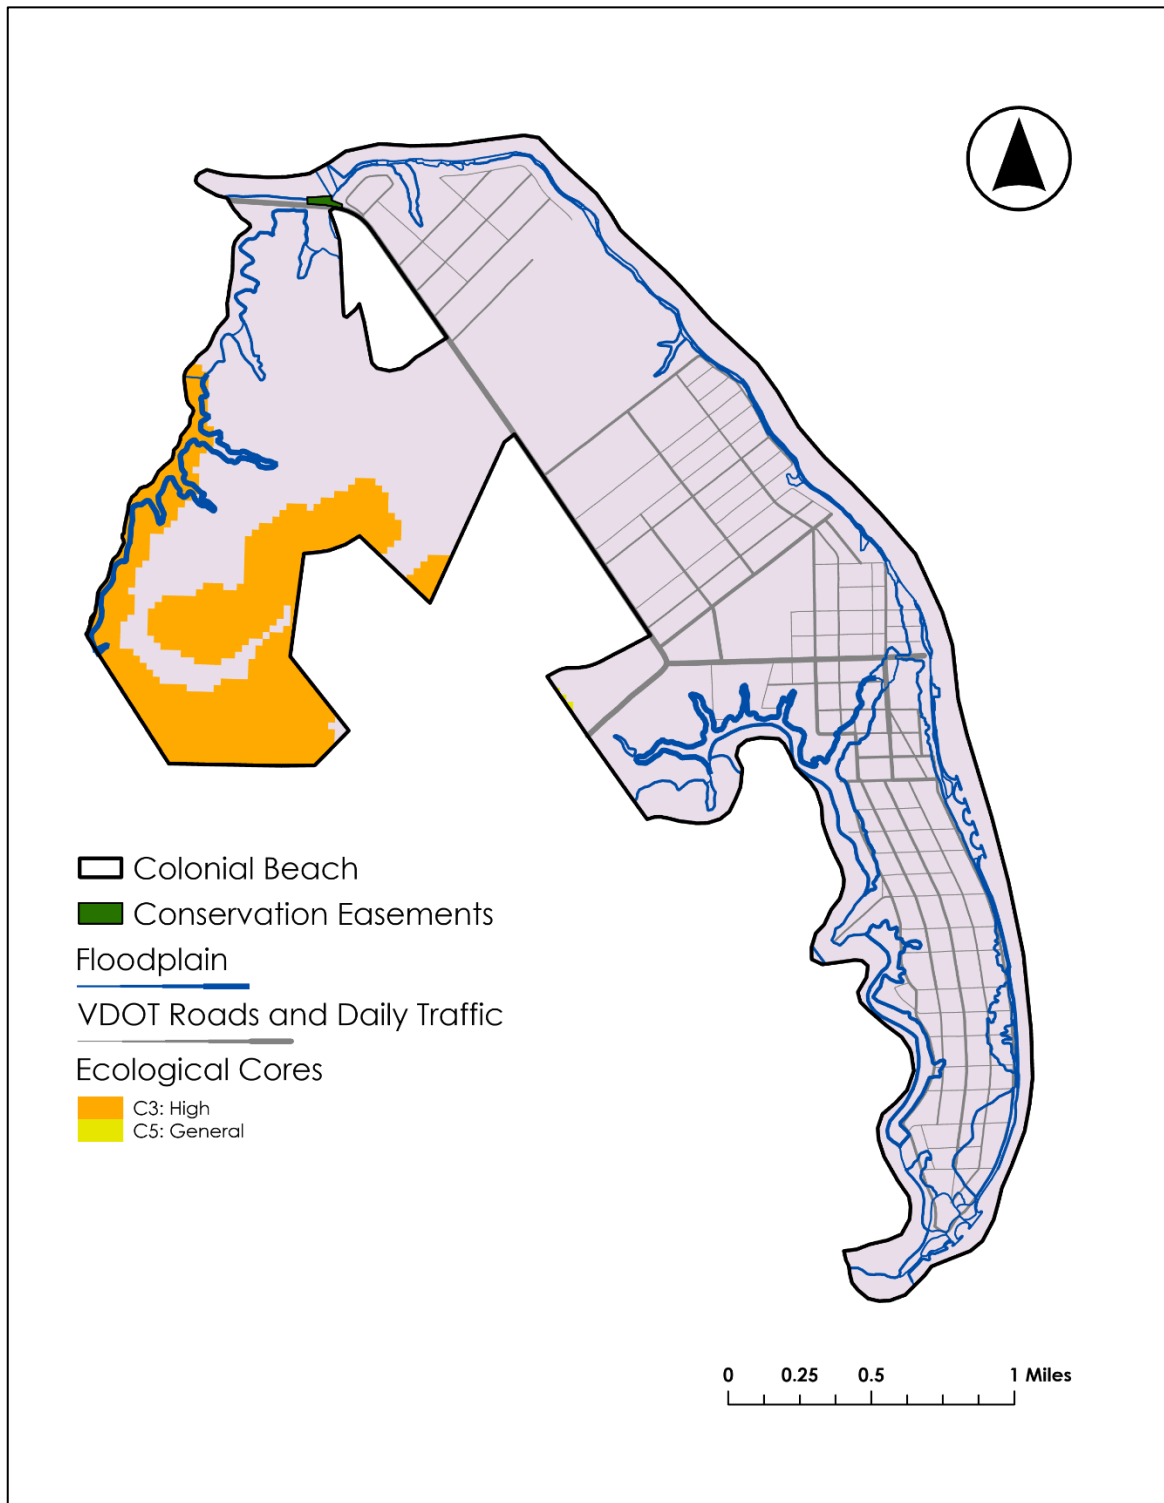 Colonial Beach
Conservation Easements
Floodplain
VDOT Roads and Daily Traffic
Ecological Cores
C3: High
C5: General
0 0.25 0.5 1 Miles